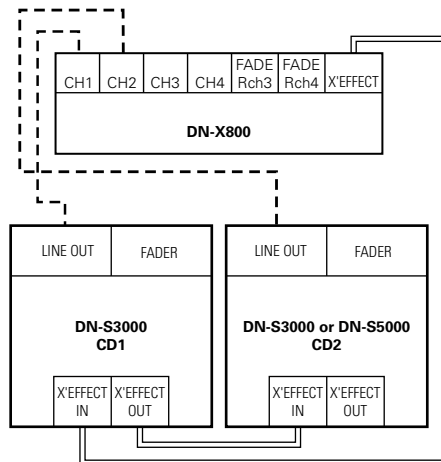 CH1 CH2 CH3 CH4 FADE Rch3 FADE Rch4 X'EFFECT
DN-X800
LINE OUT FADER
LINE OUT FADER
DN-S3000
CD1
DN-S3000 or DN-S5000
CD2
X'EFFECT IN
X'EFFECT OUT
X'EFFECT IN
X'EFFECT OUT